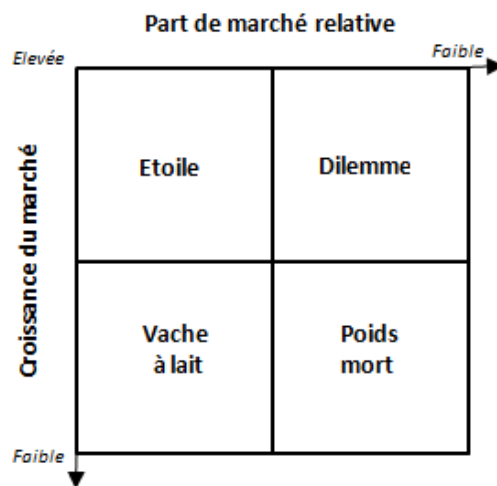 Part de marché relative
Elevée
Faible
Croissance du marché
Etoile
Dilemme
Vache
à lait
Poids
mort
Faible